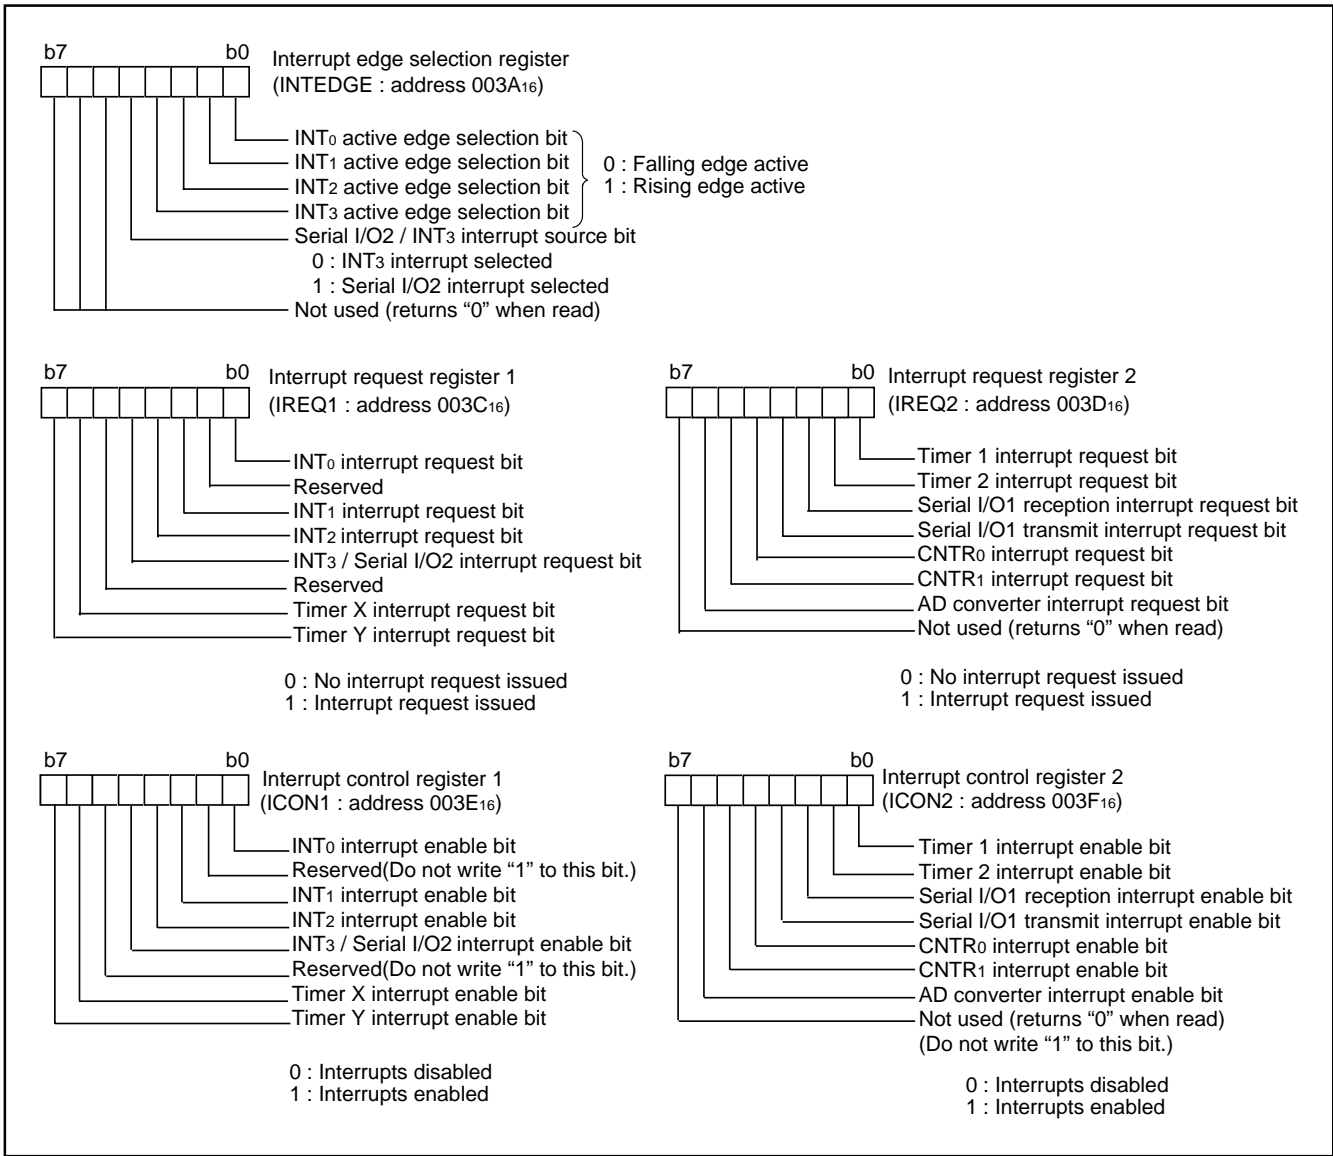 b7 b0 Interrupt edge selection register
(INTEDGE : address 003A16)
INT0 active edge selection bit
INT1 active edge selection bit
INT2 active edge selection bit
INT3 active edge selection bit
0 : Falling edge active
1 : Rising edge active
Serial I/O2 / INT3 interrupt source bit
0 : INT3 interrupt selected
1 : Serial I/O2 interrupt selected
Not used (returns “0” when read)
b7 b0 Interrupt request register 1
(IREQ1 : address 003C16)
INT0 interrupt request bit
Reserved
INT1 interrupt request bit
INT2 interrupt request bit
INT3 / Serial I/O2 interrupt request bit
Reserved
Timer X interrupt request bit
Timer Y interrupt request bit
0 : No interrupt request issued
1 : Interrupt request issued
b7 b0 Interrupt request register 2
(IREQ2 : address 003D16)
Timer 1 interrupt request bit
Timer 2 interrupt request bit
Serial I/O1 reception interrupt request bit
Serial I/O1 transmit interrupt request bit
CNTR0 interrupt request bit
CNTR1 interrupt request bit
AD converter interrupt request bit
Not used (returns “0” when read)
0 : No interrupt request issued
1 : Interrupt request issued
b7 b0 Interrupt control register 1
(ICON1 : address 003E16)
INT0 interrupt enable bit
Reserved(Do not write “1” to this bit.)
INT1 interrupt enable bit
INT2 interrupt enable bit
INT3 / Serial I/O2 interrupt enable bit
Reserved(Do not write “1” to this bit.)
Timer X interrupt enable bit
Timer Y interrupt enable bit
0 : Interrupts disabled
1 : Interrupts enabled
b7 b0 Interrupt control register 2
(ICON2 : address 003F16)
Timer 1 interrupt enable bit
Timer 2 interrupt enable bit
Serial I/O1 reception interrupt enable bit
Serial I/O1 transmit interrupt enable bit
CNTR0 interrupt enable bit
CNTR1 interrupt enable bit
AD converter interrupt enable bit
Not used (returns “0” when read)
(Do not write “1” to this bit.)
0 : Interrupts disabled
1 : Interrupts enabled